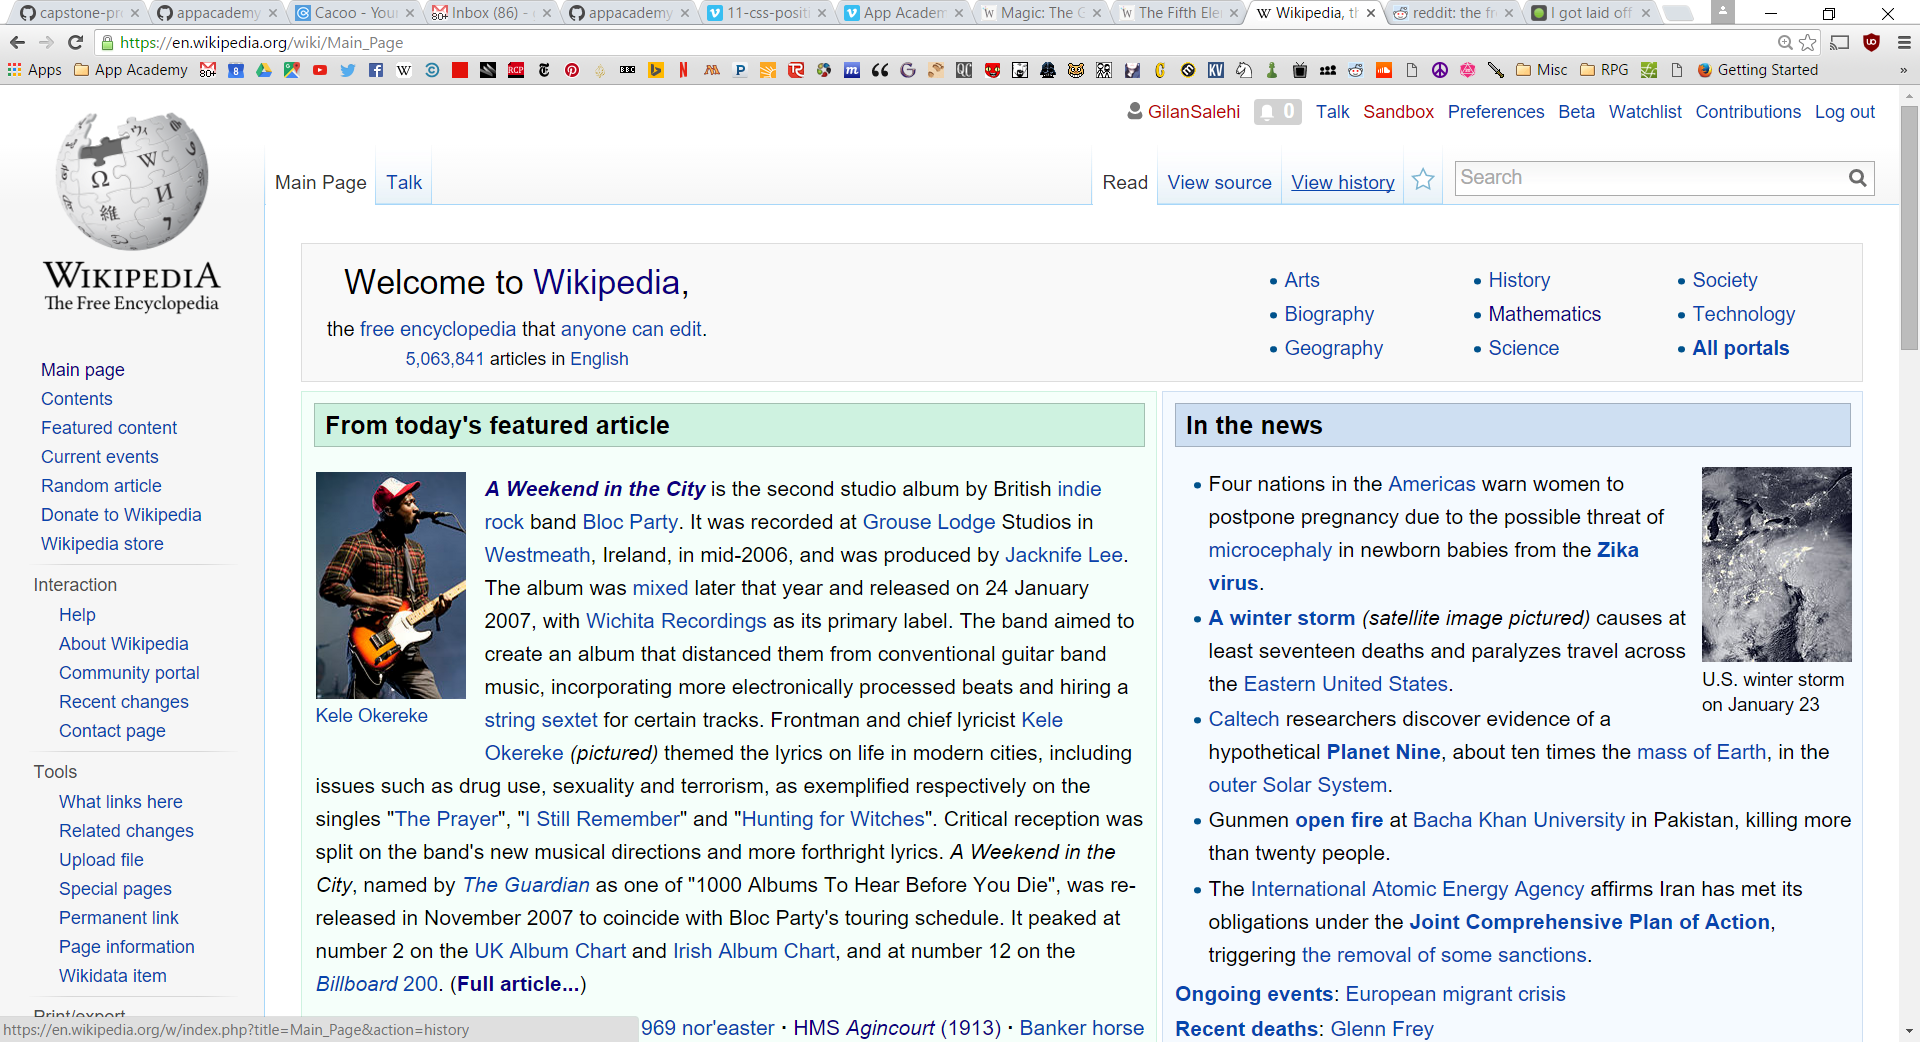 capstone-pr
appacademy
Cacoo - Your
Inbox (86) -
appacademy
11-css-positi
App Academ
Magic: The G
The Fifth Ele
Wikipedia, th
reddit: the fr
I got laid off
https://en.wikipedia.org/wiki/Main_Page
Apps App Academy Misc RPG Getting Started »
GilanSalehi 0 Talk Sandbox Preferences Beta Watchlist Contributions Log out
Main Page Talk Read View source View history Search
WIKIPEDIA
The Free Encyclopedia
Main page
Contents
Featured content
Current events
Random article
Donate to Wikipedia
Wikipedia store
Interaction
Help
About Wikipedia
Community portal
Recent changes
Contact page
Tools
What links here
Related changes
Upload file
Special pages
Permanent link
Page information
Wikidata item
Print/export
Welcome to Wikipedia,
the free encyclopedia that anyone can edit.
5,063,841 articles in English
• Arts
• Biography
• Geography
• History
• Mathematics
• Science
• Society
• Technology
• All portals
From today's featured article
Kele Okereke
A Weekend in the City is the second studio album by British indie
rock band Bloc Party. It was recorded at Grouse Lodge Studios in
Westmeath, Ireland, in mid-2006, and was produced by Jacknife Lee.
The album was mixed later that year and released on 24 January
2007, with Wichita Recordings as its primary label. The band aimed to
create an album that distanced them from conventional guitar band
music, incorporating more electronically processed beats and hiring a
string sextet for certain tracks. Frontman and chief lyricist Kele
Okereke (pictured) themed the lyrics on life in modern cities, including
issues such as drug use, sexuality and terrorism, as exemplified respectively on the
singles "The Prayer", "I Still Remember" and "Hunting for Witches". Critical reception was
split on the band's new musical directions and more forthright lyrics. A Weekend in the
City, named by The Guardian as one of "1000 Albums To Hear Before You Die", was re-
released in November 2007 to coincide with Bloc Party's touring schedule. It peaked at
number 2 on the UK Album Chart and Irish Album Chart, and at number 12 on the
Billboard 200. (Full article...)
969 nor'easter · HMS Agincourt (1913) · Banker horse
In the news
• Four nations in the Americas warn women to
postpone pregnancy due to the possible threat of
microcephaly in newborn babies from the Zika
virus.
• A winter storm (satellite image pictured) causes at
least seventeen deaths and paralyzes travel across
the Eastern United States.
U.S. winter storm
on January 23
• Caltech researchers discover evidence of a
hypothetical Planet Nine, about ten times the mass of Earth, in the
outer Solar System.
• Gunmen open fire at Bacha Khan University in Pakistan, killing more
than twenty people.
• The International Atomic Energy Agency affirms Iran has met its
obligations under the Joint Comprehensive Plan of Action,
triggering the removal of some sanctions.
Ongoing events: European migrant crisis
Recent deaths: Glenn Frey
https://en.wikipedia.org/w/index.php?title=Main_Page&action=history